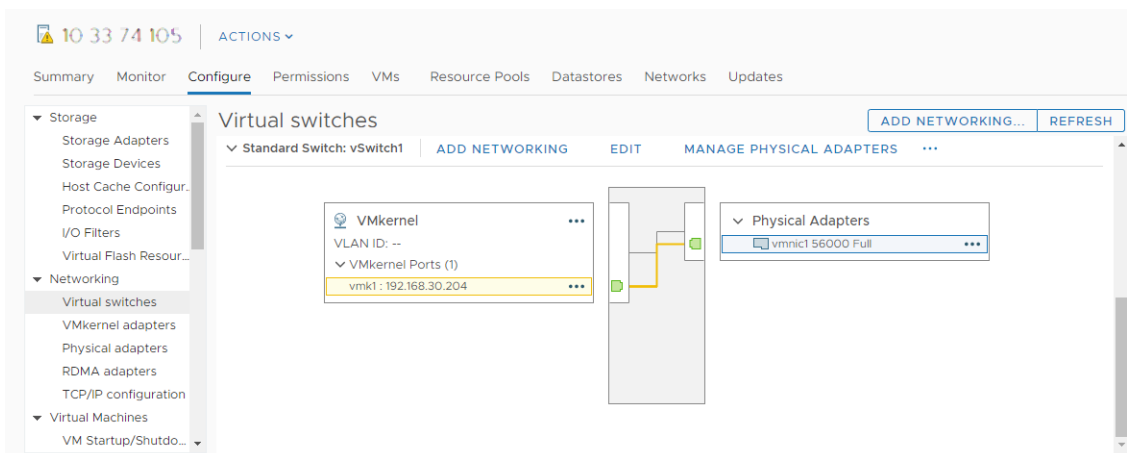 10 33 74 105 ACTIONS
Summary Monitor Configure Permissions VMs Resource Pools Datastores Networks Updates
Storage
Storage Adapters
Storage Devices
Host Cache Configur..
Protocol Endpoints
I/O Filters
Virtual Flash Resour...
Networking
Virtual switches
VMkernel adapters
Physical adapters
RDMA adapters
TCP/IP configuration
Virtual Machines
VM Startup/Shutdo...
Virtual switches
ADD NETWORKING... REFRESH
Standard Switch: vSwitch1 ADD NETWORKING EDIT MANAGE PHYSICAL ADAPTERS ...
VMkernel ...
VLAN ID: --
VMkernel Ports (1)
vmk1 : 192.168.30.204 ...
Physical Adapters
vmnic1 56000 Full ...